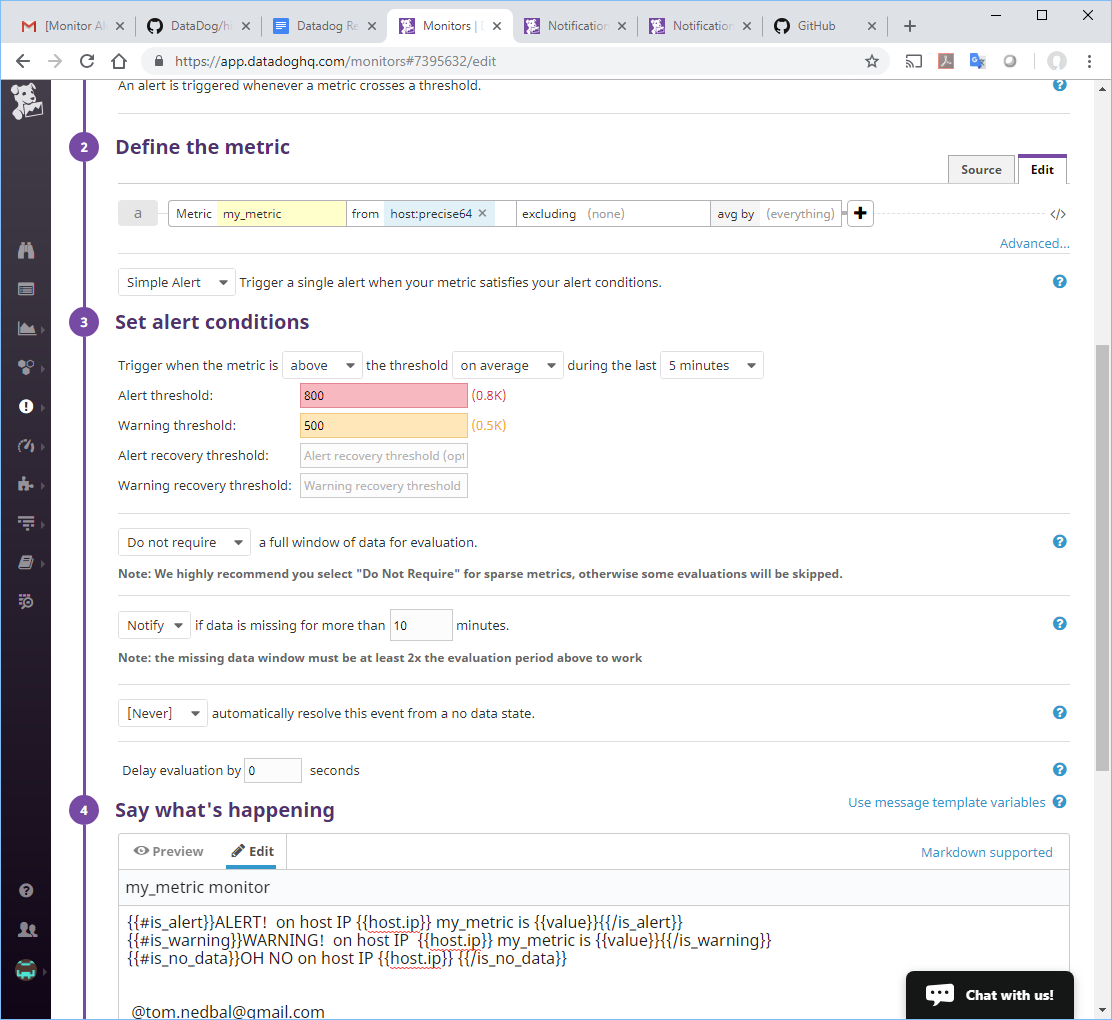 [Monitor Al
DataDog/h
Datadog Re
Monitors |
Notification
Notification
GitHub
https://app.datadoghq.com/monitors#7395632/edit
An alert is triggered whenever a metric crosses a threshold.
2 Define the metric
Source Edit
a Metric my_metric from host:precise64 × excluding (none) avg by (everything) + </>
Advanced...
Simple Alert Trigger a single alert when your metric satisfies your alert conditions.
3 Set alert conditions
Trigger when the metric is above the threshold on average during the last 5 minutes
Alert threshold: 800 (0.8K)
Warning threshold: 500 (0.5K)
Alert recovery threshold: Alert recovery threshold (opt
Warning recovery threshold: Warning recovery threshold
Do not require a full window of data for evaluation.
Note: We highly recommend you select "Do Not Require" for sparse metrics, otherwise some evaluations will be skipped.
Notify if data is missing for more than 10 minutes.
Note: the missing data window must be at least 2x the evaluation period above to work
[Never] automatically resolve this event from a no data state.
Delay evaluation by 0 seconds
4 Say what's happening
Use message template variables
Preview Edit
Markdown supported
my_metric monitor
{{#is_alert}}ALERT!  on host IP {{host.ip}} my_metric is {{value}}{{/is_alert}}
{{#is_warning}}WARNING!  on host IP  {{host.ip}} my_metric is {{value}}{{/is_warning}}
{{#is_no_data}}OH NO on host IP {{host.ip}} {{/is_no_data}}
@tom.nedbal@gmail.com
Chat with us!